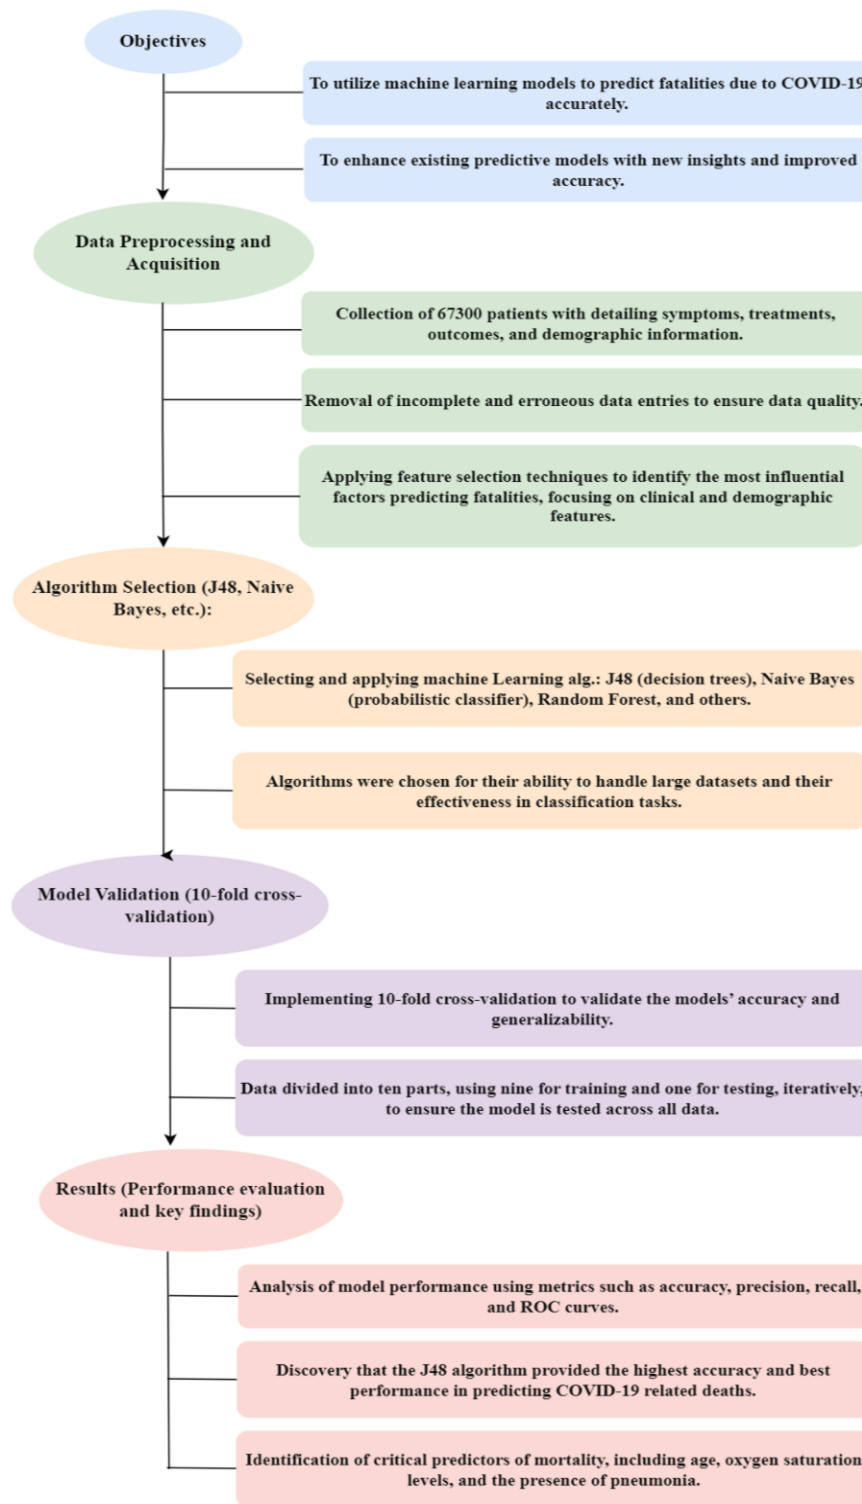 Objectives
To utilize machine learning models to predict fatalities due to COVID-19
accurately.
To enhance existing predictive models with new insights and improved
accuracy.
Data Preprocessing and
Acquisition
Collection of 67300 patients with detailing symptoms, treatments,
outcomes, and demographic information.
Removal of incomplete and erroneous data entries to ensure data quality.
Applying feature selection techniques to identify the most influential
factors predicting fatalities, focusing on clinical and demographic
features.
Algorithm Selection (J48, Naive
Bayes, etc.):
Selecting and applying machine Learning alg.: J48 (decision trees), Naive Bayes
(probabilistic classifier), Random Forest, and others.
Algorithms were chosen for their ability to handle large datasets and their
effectiveness in classification tasks.
Model Validation (10-fold cross-
validation)
Implementing 10-fold cross-validation to validate the models’ accuracy and
generalizability.
Data divided into ten parts, using nine for training and one for testing, iteratively,
to ensure the model is tested across all data.
Results (Performance evaluation
and key findings)
Analysis of model performance using metrics such as accuracy, precision, recall,
and ROC curves.
Discovery that the J48 algorithm provided the highest accuracy and best
performance in predicting COVID-19 related deaths.
Identification of critical predictors of mortality, including age, oxygen saturation
levels, and the presence of pneumonia.